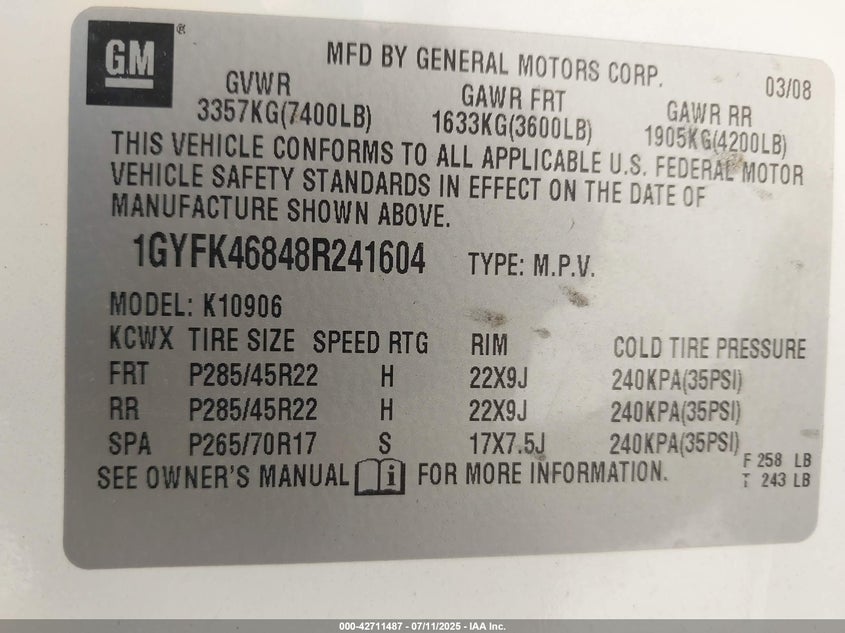 GM®
MFD BY GENERAL MOTORS CORP.
03/08
GVWR GAWR FRT GAWR RR
3357KG(7400LB) 1633KG(3600LB) 1905KG(4200LB)
THIS VEHICLE CONFORMS TO ALL APPLICABLE U.S. FEDERAL MOTOR
VEHICLE SAFETY STANDARDS IN EFFECT ON THE DATE OF
MANUFACTURE SHOWN ABOVE.
1GYFK46848R241604 TYPE: M.P.V.
MODEL: K10906
KCWX TIRE SIZE SPEED RTG RIM COLD TIRE PRESSURE
FRT P285/45R22 H 22X9J 240KPA(35PSI)
RR P285/45R22 H 22X9J 240KPA(35PSI)
SPA P265/70R17 S 17X7.5J 240KPA(35PSI)
SEE OWNER'S MANUAL i FOR MORE INFORMATION.
F 258 LB
T 243 LB
000-42711487 - 07/11/2025 - IAA Inc.